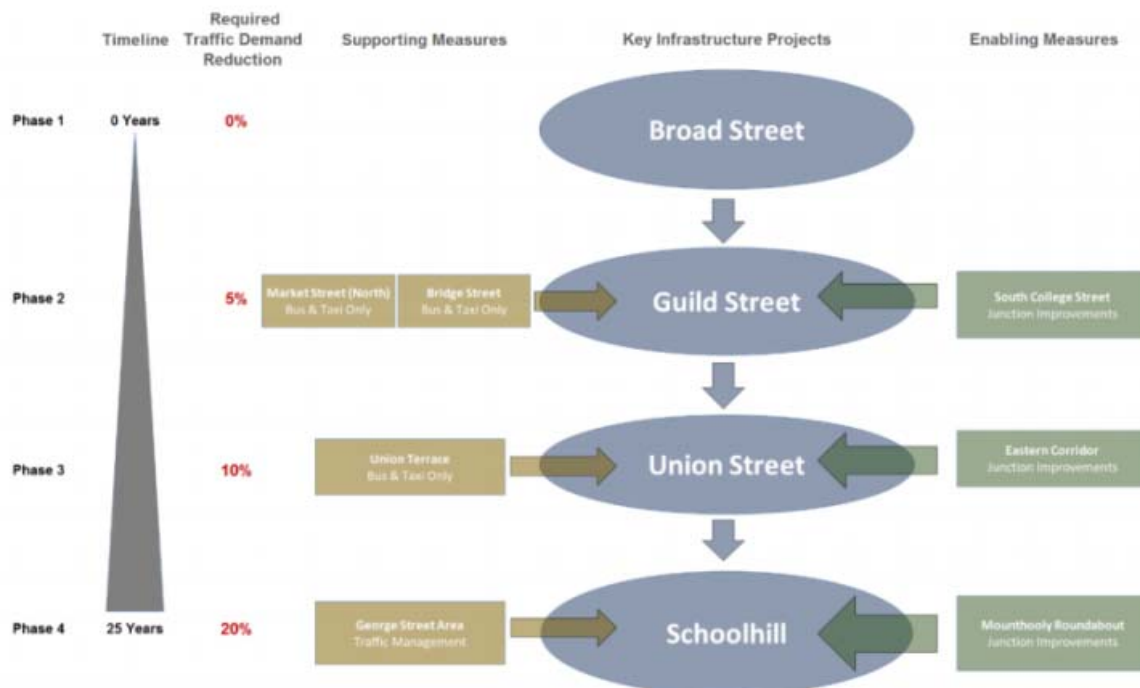 Timeline
Required
Traffic Demand
Reduction
Supporting Measures
Key Infrastructure Projects
Enabling Measures
Phase 1
0 Years
0%
Broad Street
Phase 2
5%
Market Street (North)
Bus & Taxi Only
Bridge Street
Bus & Taxi Only
Guild Street
South College Street
Junction Improvements
Phase 3
10%
Union Terrace
Bus & Taxi Only
Union Street
Eastern Corridor
Junction Improvements
Phase 4
25 Years
20%
George Street Area
Traffic Management
Schoolhill
Mounthooly Roundabout
Junction Improvements